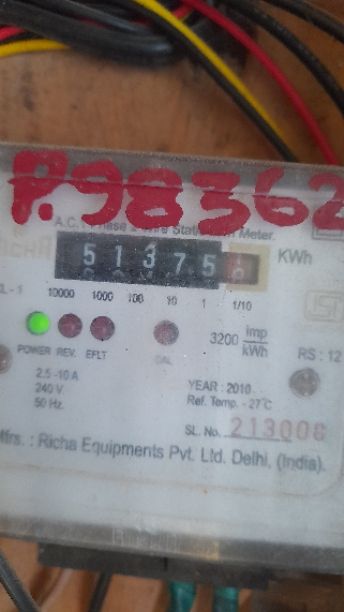 P.98362
A.C. Phase 2 Wire Static Meter.
51375 KWh
CL-1 10000 1000 100 10 1 1/10
3200 imp/kWh
POWER REV. EFLT CAL
RS : 12
2.5-10 A
240 V.
50 Hz.
YEAR : 2010
Ref. Temp. - 27°C
SL. No. 213008
Mfrs. : Richa Equipments Pvt. Ltd. Delhi, (India).